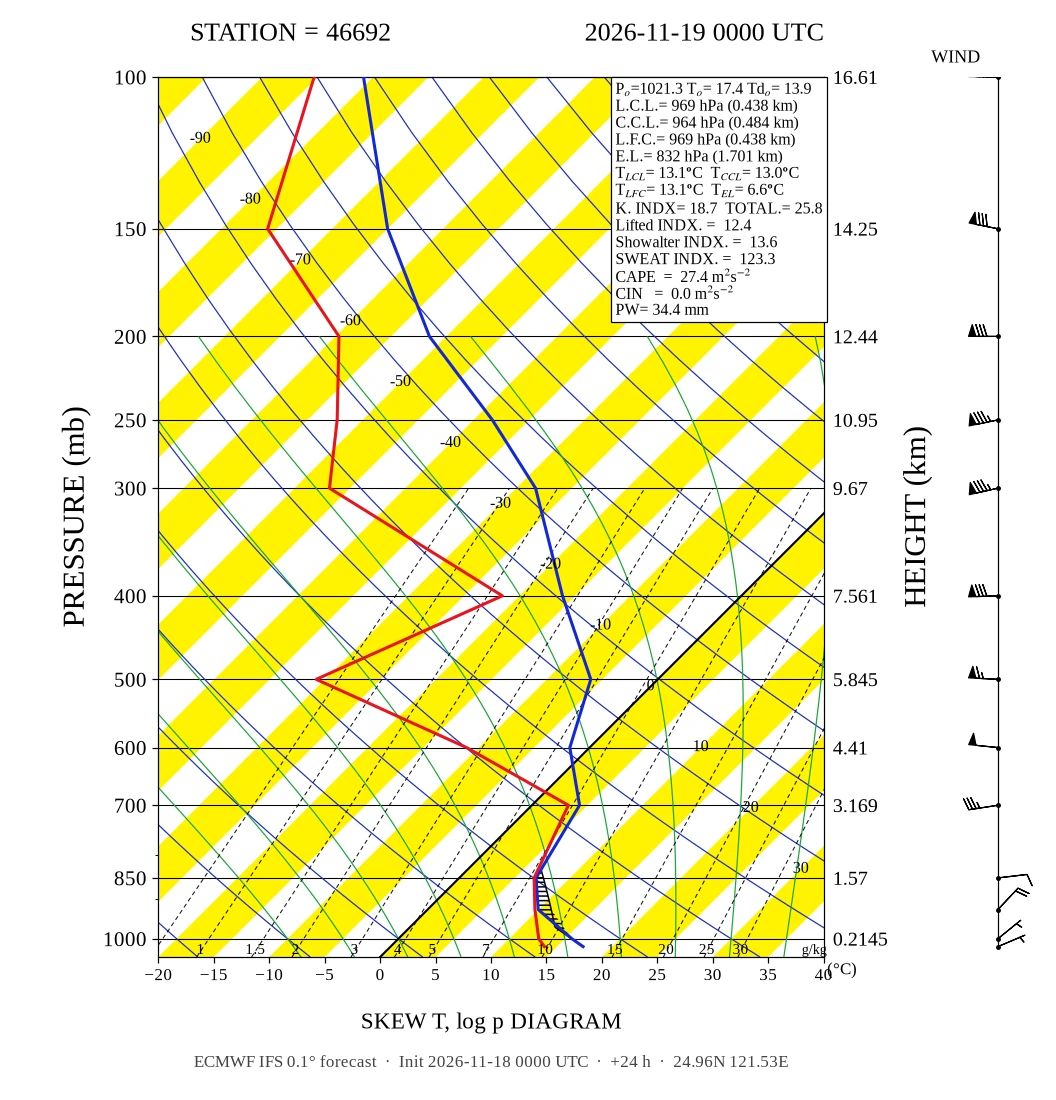 STATION = 46692
2026-11-19 0000 UTC
WIND
P₀=1021.3 T₀= 17.4 Td₀= 13.9
L.C.L.= 969 hPa (0.438 km)
C.C.L.= 964 hPa (0.484 km)
L.F.C.= 969 hPa (0.438 km)
E.L.= 832 hPa (1.701 km)
T_LCL= 13.1°C T_CCL= 13.0°C
T_LFC= 13.1°C T_EL= 6.6°C
K. INDX= 18.7 TOTAL.= 25.8
Lifted INDX. = 12.4
Showalter INDX. = 13.6
SWEAT INDX. = 123.3
CAPE = 27.4 m²s⁻²
CIN = 0.0 m²s⁻²
PW= 34.4 mm
100 16.61
-90
-80
150 14.25
-70
-60
200 12.44
-50
250 10.95
-40
300 9.67
-30
-20
400 7.561
-10
500 5.845
0
600 4.41
10
700 3.169
20
850 1.57
30
1000 0.2145
PRESSURE (mb)
HEIGHT (km)
1 1.5 2 3 4 5 7 10 15 20 25 30 g/kg
−20 −15 −10 −5 0 5 10 15 20 25 30 35 40 (°C)
SKEW T, log p DIAGRAM
ECMWF IFS 0.1° forecast · Init 2026-11-18 0000 UTC · +24 h · 24.96N 121.53E